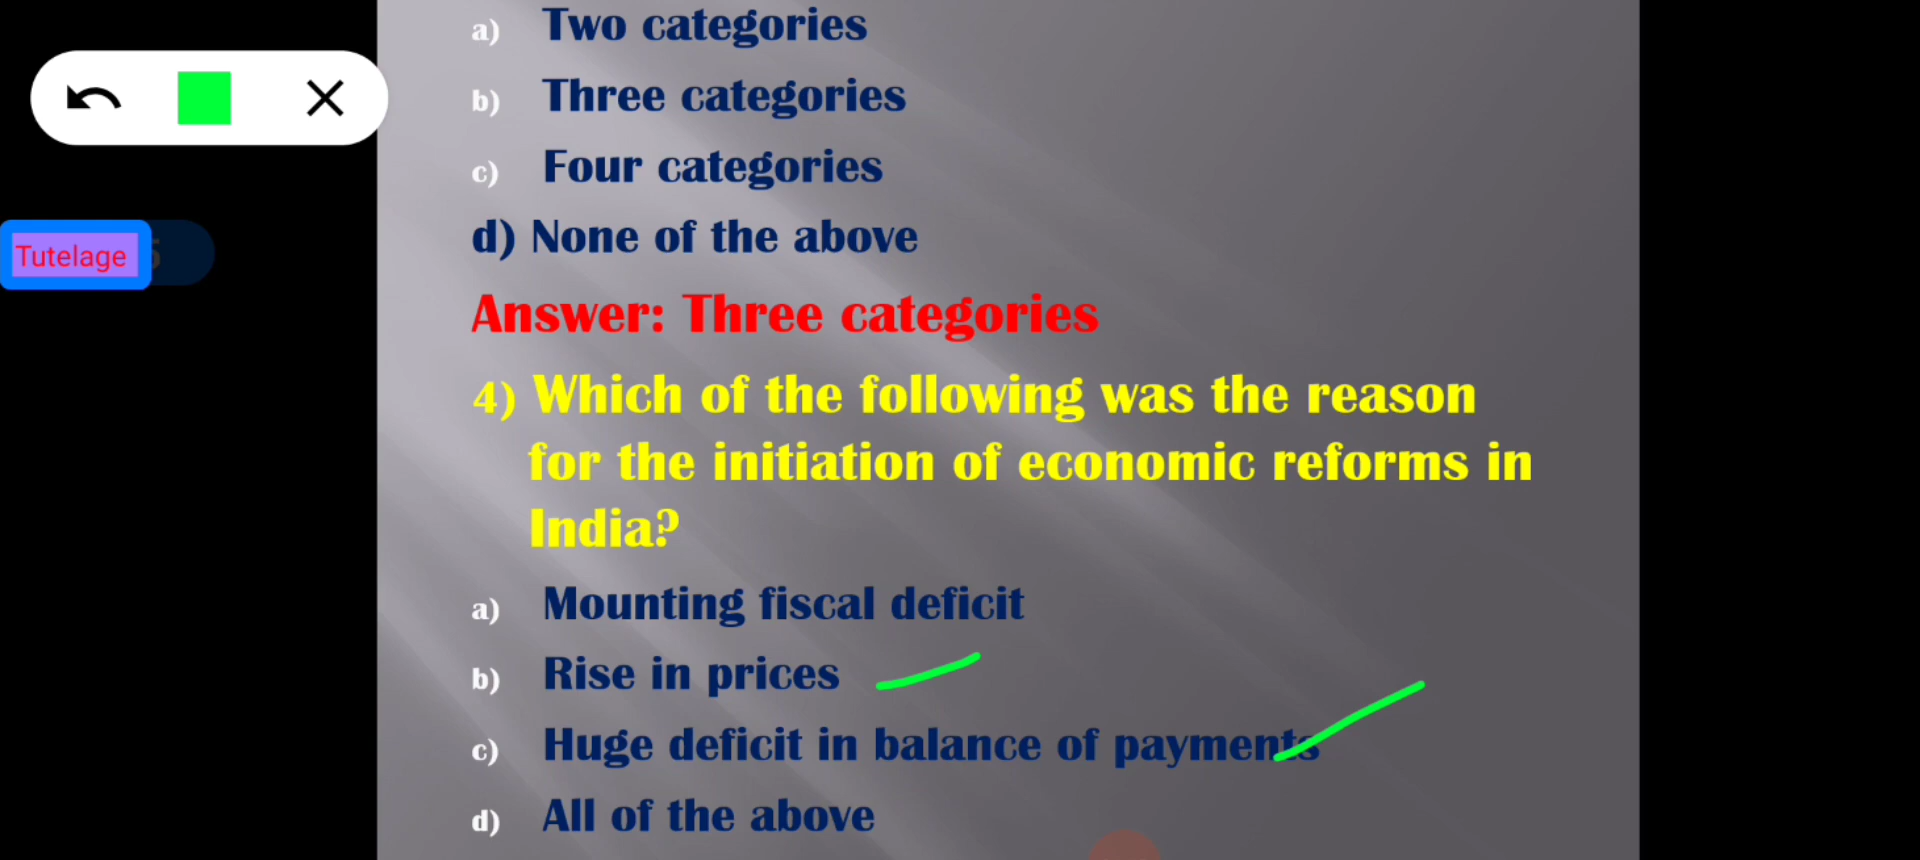 a) Two categories
b) Three categories
c) Four categories
d) None of the above
Tutelage
Answer: Three categories
4) Which of the following was the reason
for the initiation of economic reforms in
India?
a) Mounting fiscal deficit
b) Rise in prices
c) Huge deficit in balance of payments
d) All of the above